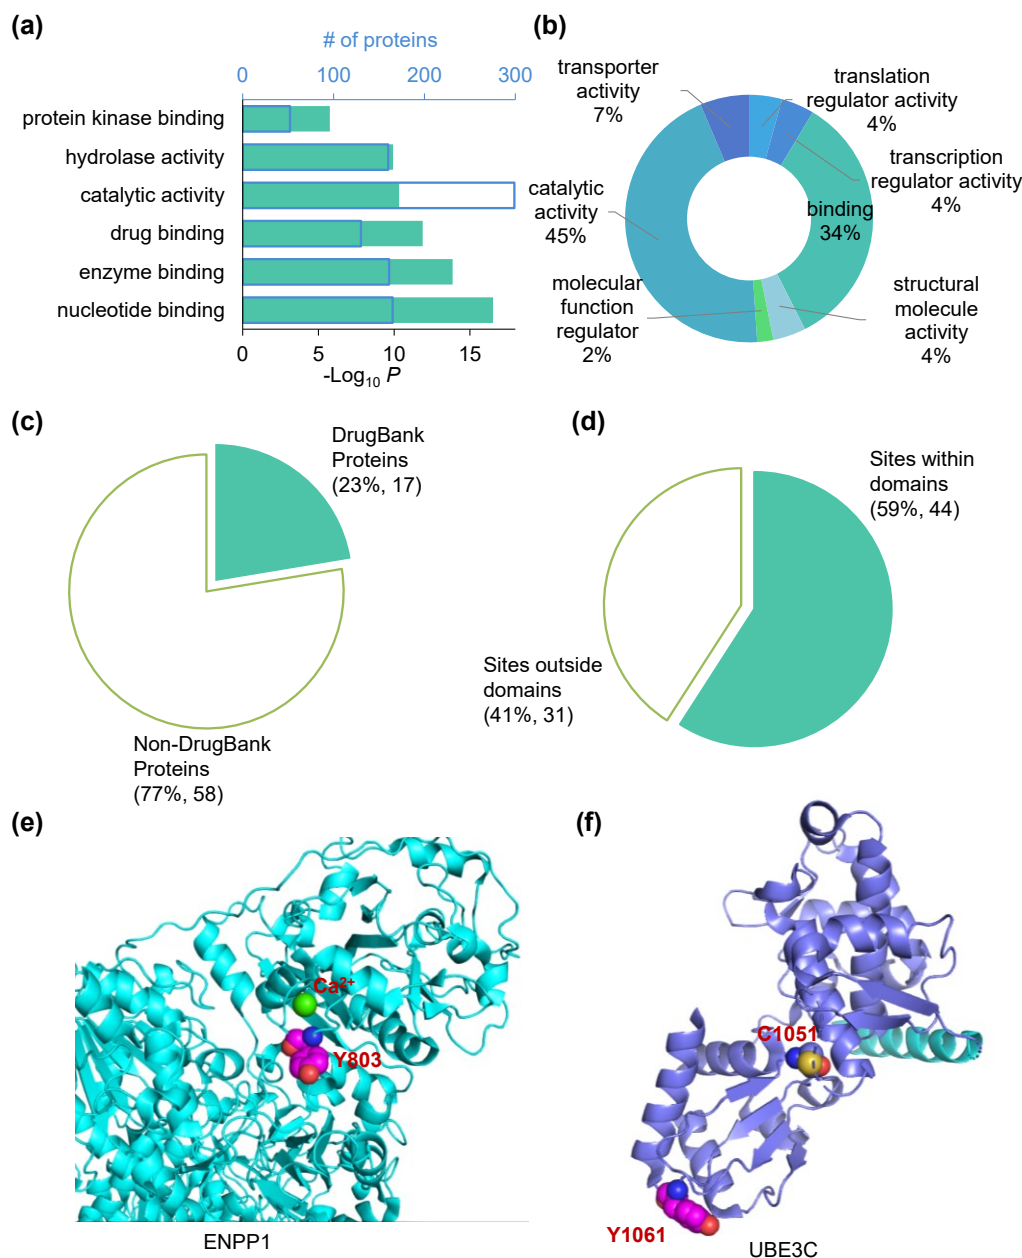 (a)
# of proteins
0 100 200 300
protein kinase binding
hydrolase activity
catalytic activity
drug binding
enzyme binding
nucleotide binding
0 5 10 15
-Log10 P
(b)
transporter
activity
7%
translation
regulator activity
4%
transcription
regulator activity
4%
catalytic
activity
45%
binding
34%
molecular
function
regulator
2%
structural
molecule
activity
4%
(c)
DrugBank
Proteins
(23%, 17)
Non-DrugBank
Proteins
(77%, 58)
(d)
Sites within
domains
(59%, 44)
Sites outside
domains
(41%, 31)
(e)
Ca2+
Y803
ENPP1
(f)
C1051
Y1061
UBE3C